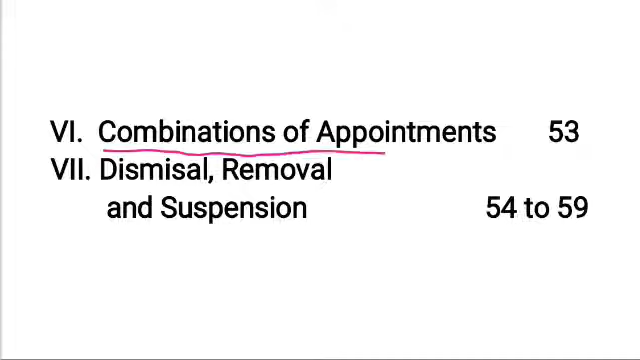 VI. Combinations of Appointments 53
VII. Dismisal, Removal
and Suspension 54 to 59